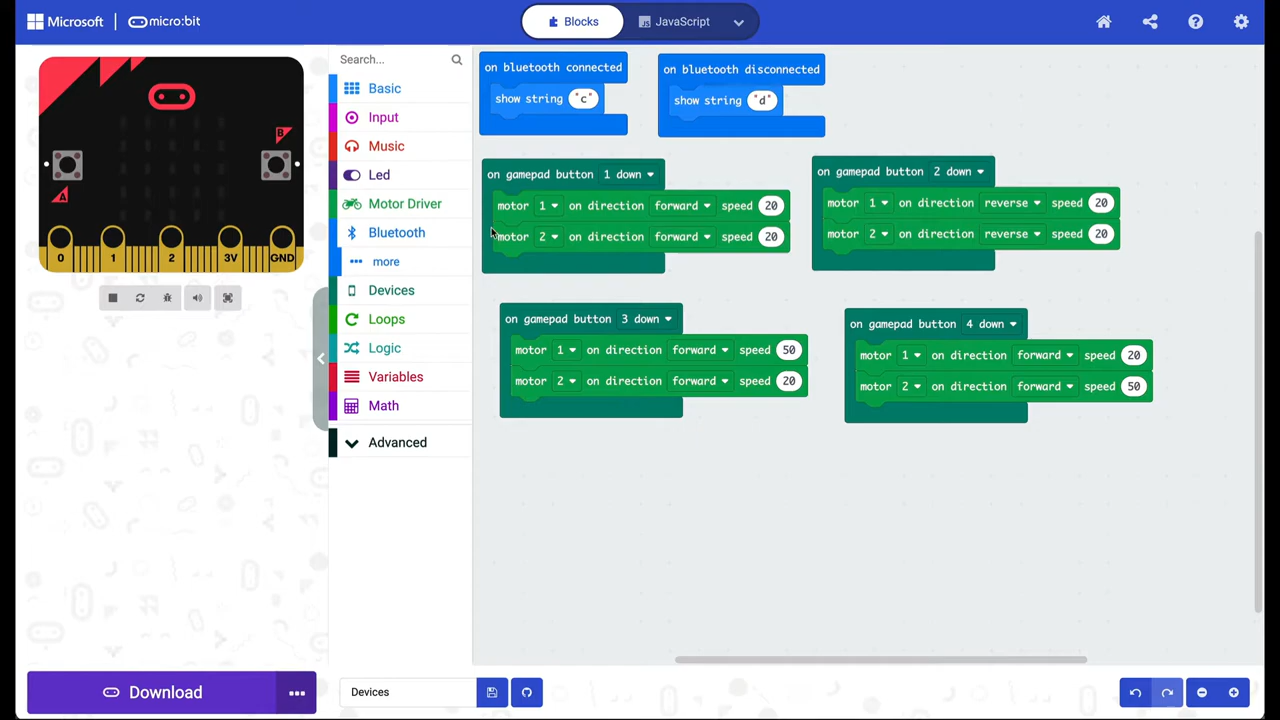 Microsoft
micro:bit
Blocks
JavaScript
B
A
0 1 2 3V GND
Search...
Basic
Input
Music
Led
Motor Driver
Bluetooth
more
Devices
Loops
Logic
Variables
Math
Advanced
on bluetooth connected
show string "c"
on bluetooth disconnected
show string "d"
on gamepad button 1 down
motor 1 on direction forward speed 20
motor 2 on direction forward speed 20
on gamepad button 2 down
motor 1 on direction reverse speed 20
motor 2 on direction reverse speed 20
on gamepad button 3 down
motor 1 on direction forward speed 50
motor 2 on direction forward speed 20
on gamepad button 4 down
motor 1 on direction forward speed 20
motor 2 on direction forward speed 50
Download
Devices